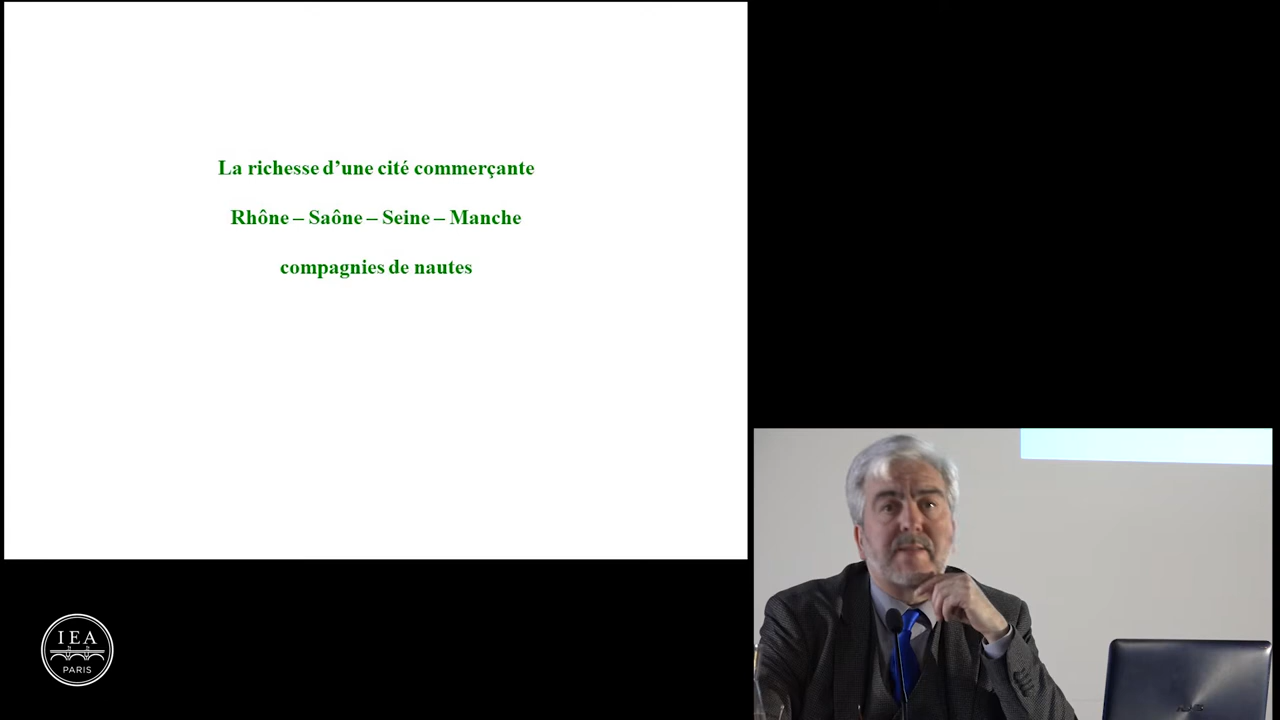 La richesse d’une cité commerçante
Rhône – Saône – Seine – Manche
compagnies de nautes
IEA
PARIS